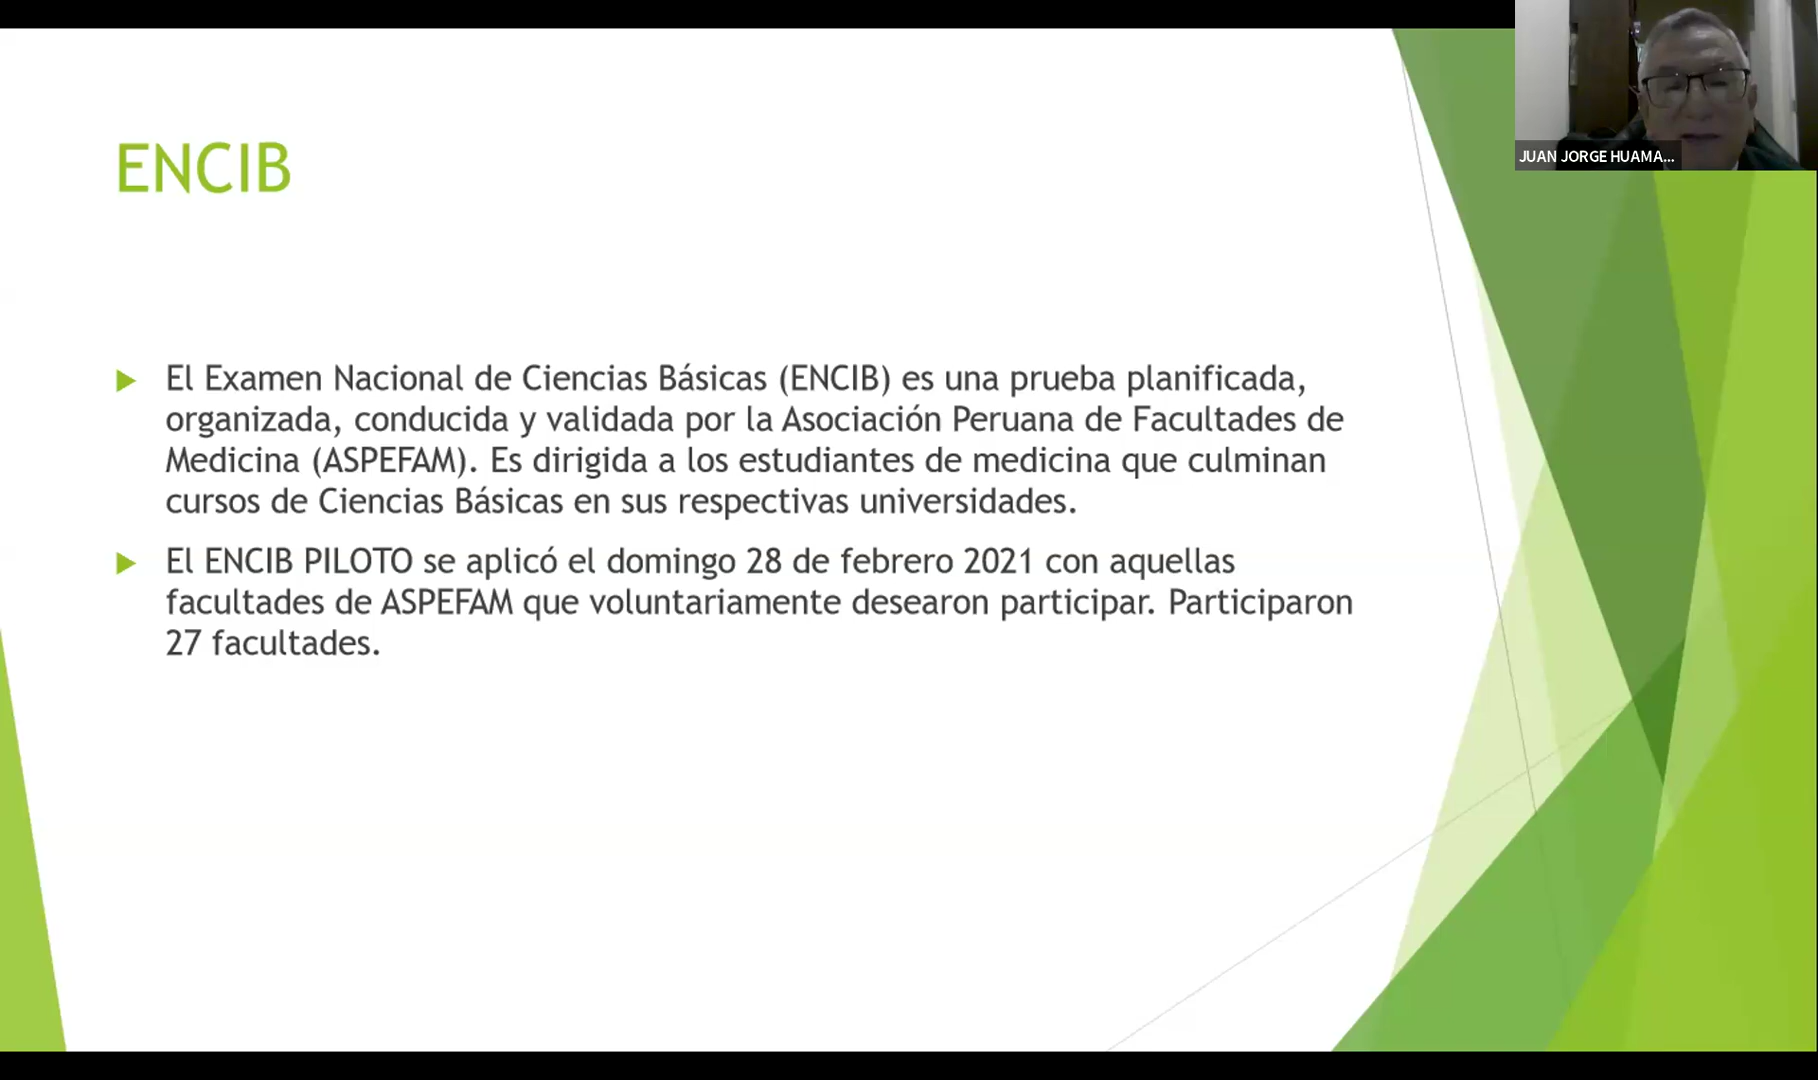 JUAN JORGE HUAMA...
ENCIB
El Examen Nacional de Ciencias Básicas (ENCIB) es una prueba planificada,
organizada, conducida y validada por la Asociación Peruana de Facultades de
Medicina (ASPEFAM). Es dirigida a los estudiantes de medicina que culminan
cursos de Ciencias Básicas en sus respectivas universidades.
El ENCIB PILOTO se aplicó el domingo 28 de febrero 2021 con aquellas
facultades de ASPEFAM que voluntariamente desearon participar. Participaron
27 facultades.